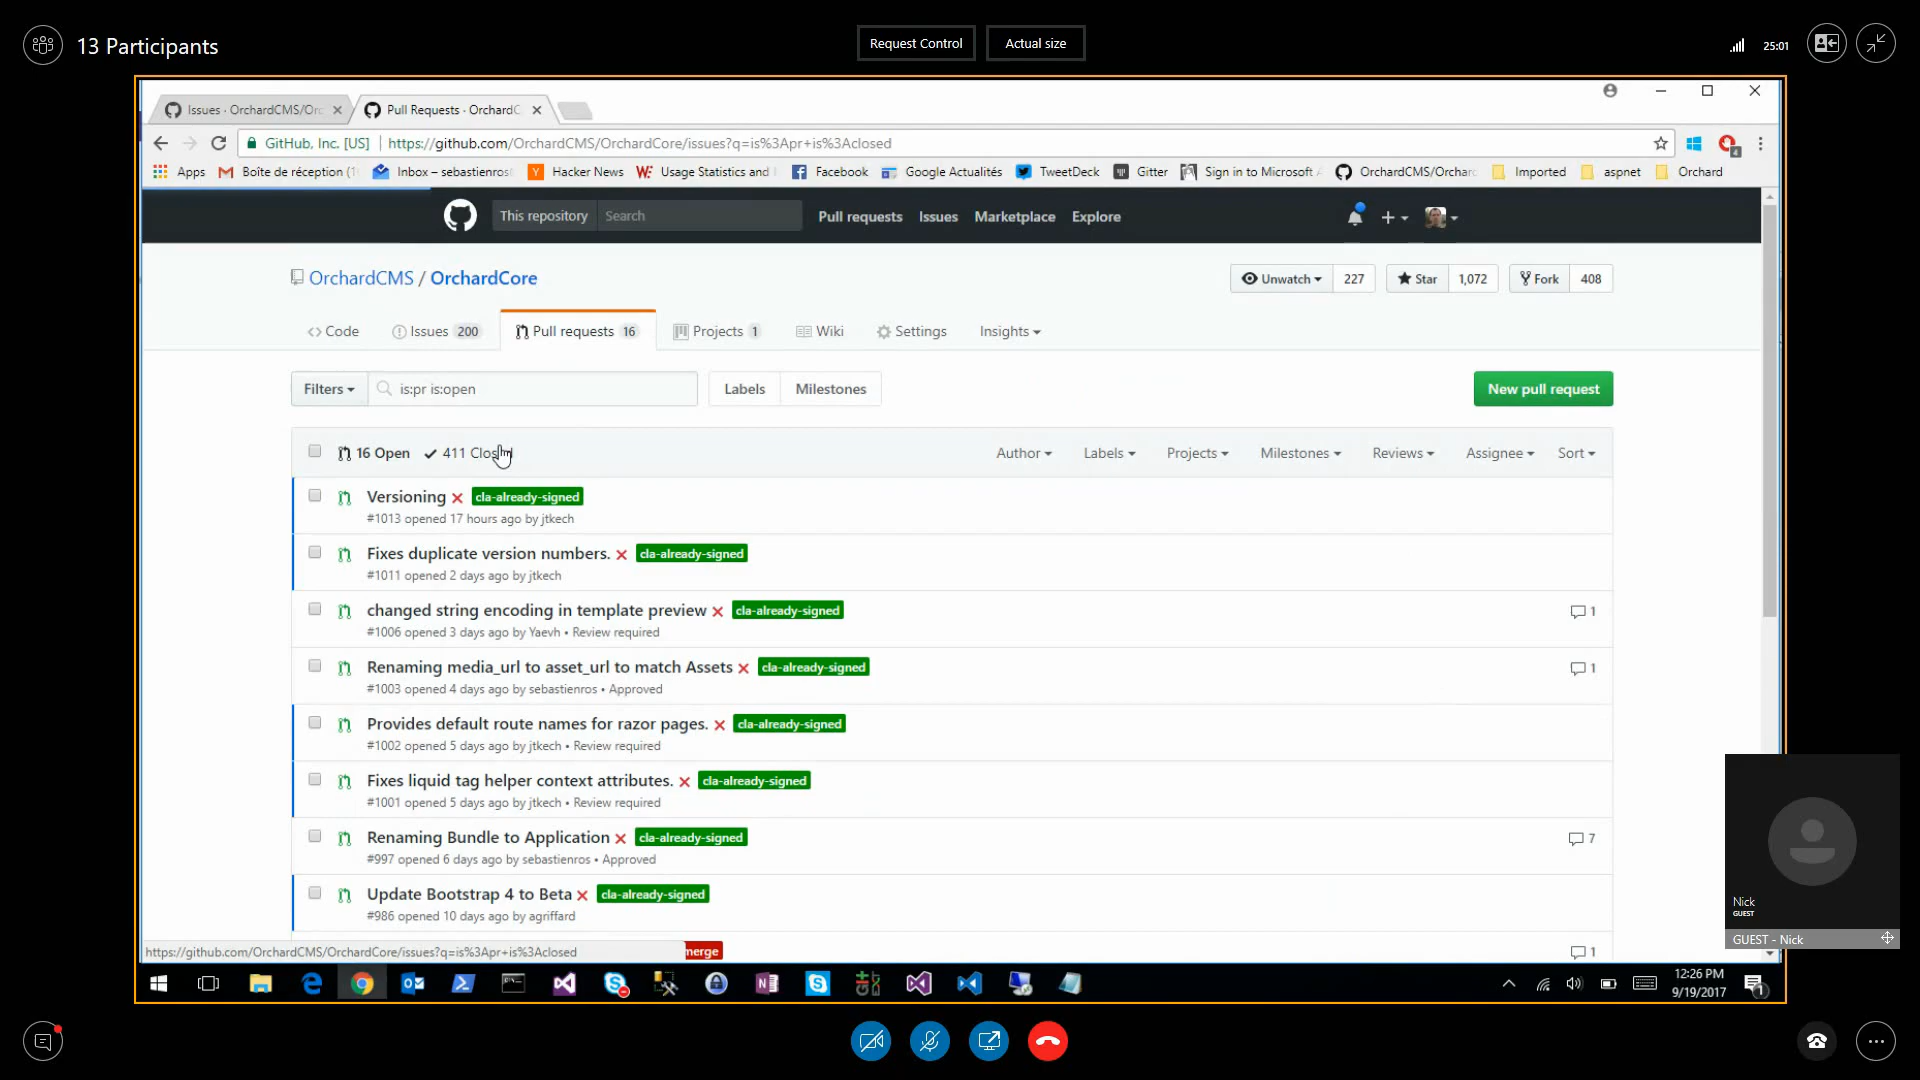 13 Participants
Request Control
Actual size
25:01
Issues · OrchardCMS/Orc
Pull Requests · OrchardC
GitHub, Inc. [US]
https://github.com/OrchardCMS/OrchardCore/issues?q=is%3Apr+is%3Aclosed
Apps
Boîte de réception (1
Inbox – sebastienros
Hacker News
Usage Statistics and
Facebook
Google Actualités
TweetDeck
Gitter
Sign in to Microsoft
OrchardCMS/Orchar
Imported
aspnet
Orchard
This repository
Search
Pull requests
Issues
Marketplace
Explore
OrchardCMS / OrchardCore
Unwatch 227
Star 1,072
Fork 408
<> Code
Issues 200
Pull requests 16
Projects 1
Wiki
Settings
Insights
Filters
is:pr is:open
Labels
Milestones
New pull request
16 Open
411 Clos
Author
Labels
Projects
Milestones
Reviews
Assignee
Sort
Versioning cla-already-signed
#1013 opened 17 hours ago by jtkech
Fixes duplicate version numbers. cla-already-signed
#1011 opened 2 days ago by jtkech
changed string encoding in template preview cla-already-signed
1
#1006 opened 3 days ago by Yaevh • Review required
Renaming media_url to asset_url to match Assets cla-already-signed
1
#1003 opened 4 days ago by sebastienros • Approved
Provides default route names for razor pages. cla-already-signed
#1002 opened 5 days ago by jtkech • Review required
Fixes liquid tag helper context attributes. cla-already-signed
#1001 opened 5 days ago by jtkech • Review required
Renaming Bundle to Application cla-already-signed
7
#997 opened 6 days ago by sebastienros • Approved
Update Bootstrap 4 to Beta cla-already-signed
#986 opened 10 days ago by agriffard
https://github.com/OrchardCMS/OrchardCore/issues?q=is%3Apr+is%3Aclosed
merge
1
Nick
GUEST
GUEST - Nick
12:26 PM
9/19/2017